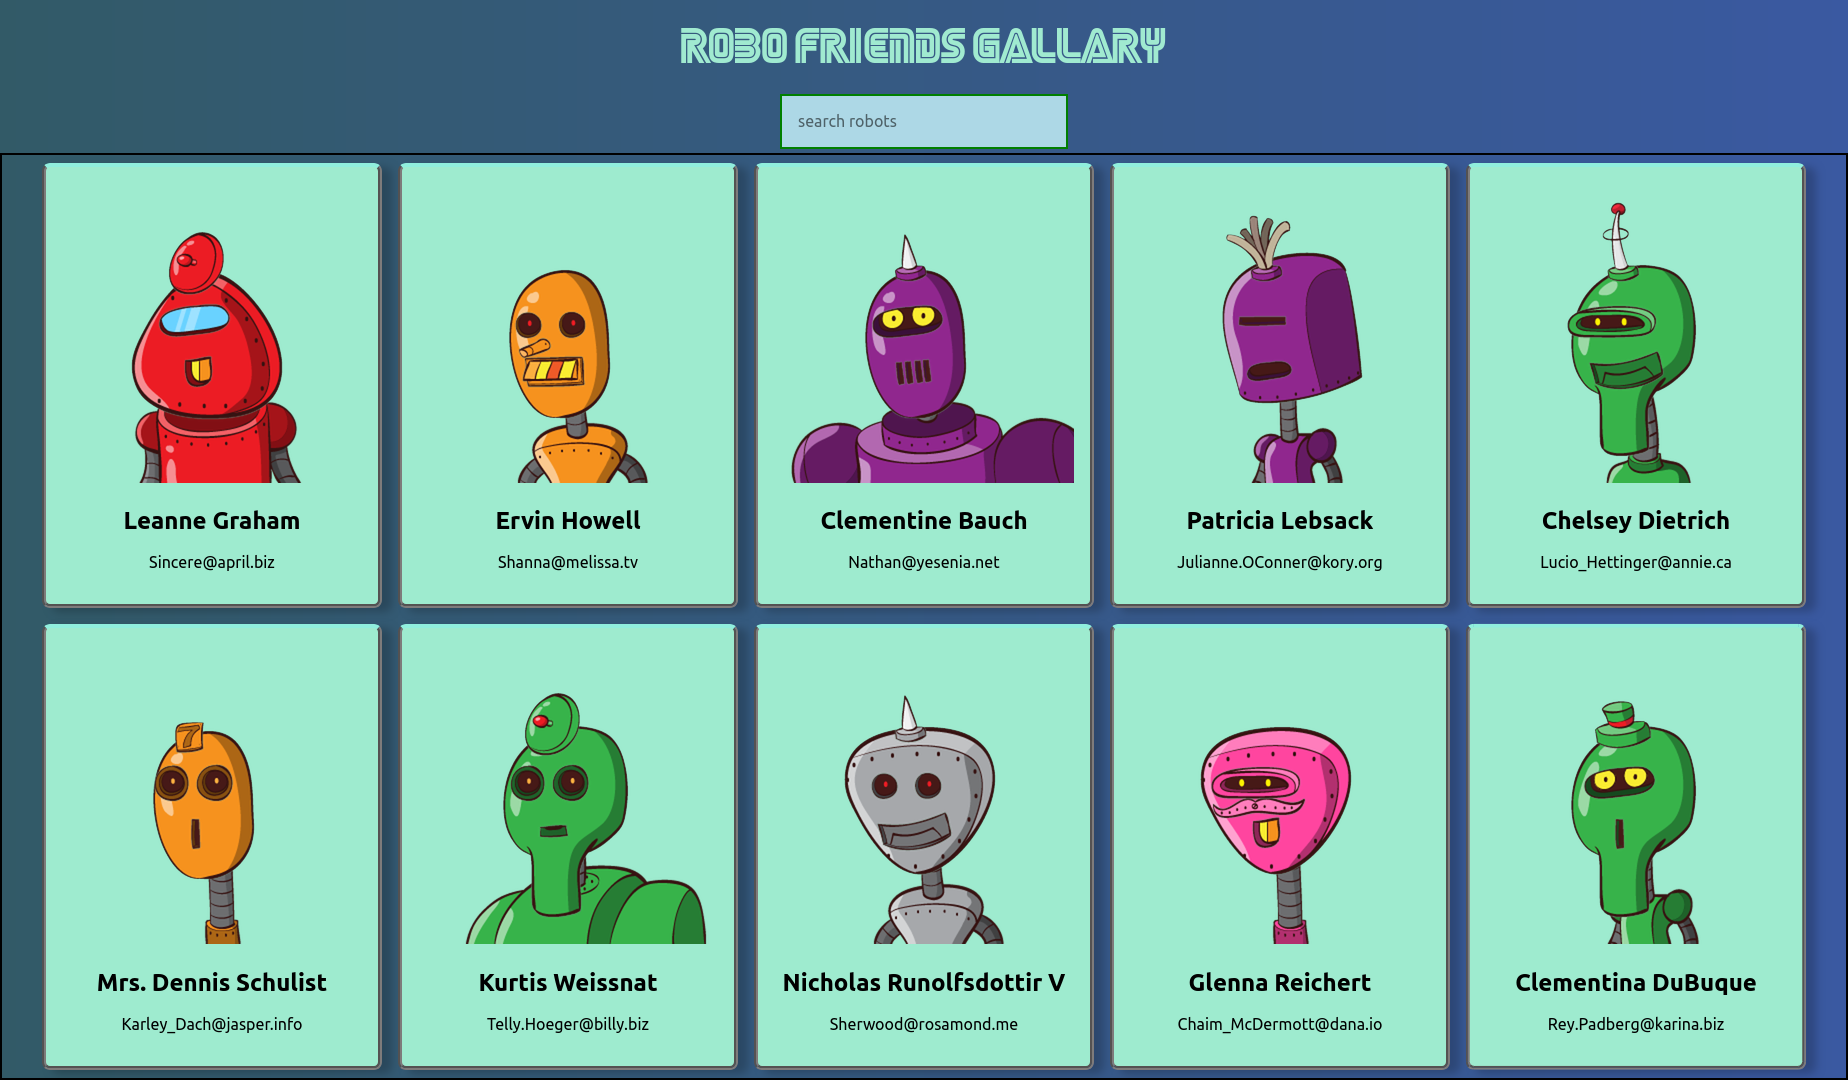 ROBO FRIENDS GALLARY
search robots
Leanne Graham
Sincere@april.biz
Ervin Howell
Shanna@melissa.tv
Clementine Bauch
Nathan@yesenia.net
Patricia Lebsack
Julianne.OConner@kory.org
Chelsey Dietrich
Lucio_Hettinger@annie.ca
7
Mrs. Dennis Schulist
Karley_Dach@jasper.info
Kurtis Weissnat
Telly.Hoeger@billy.biz
Nicholas Runolfsdottir V
Sherwood@rosamond.me
Glenna Reichert
Chaim_McDermott@dana.io
Clementina DuBuque
Rey.Padberg@karina.biz